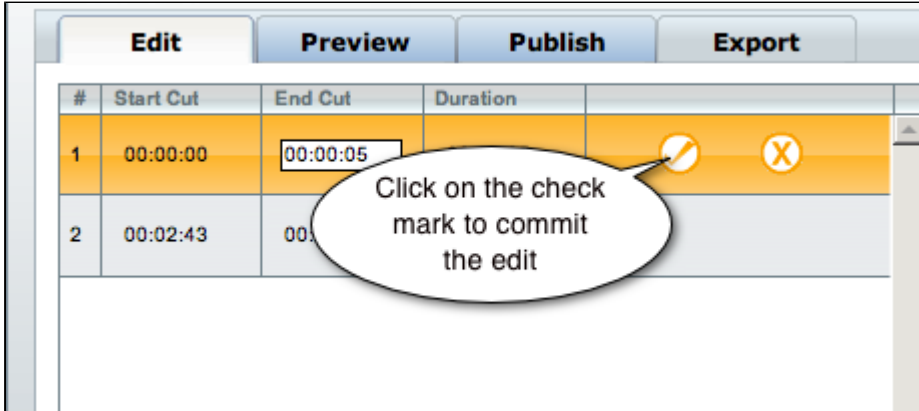 Edit Preview Publish Export
# Start Cut End Cut Duration
1 00:00:00 00:00:05
Click on the check
mark to commit
the edit
2 00:02:43 00: